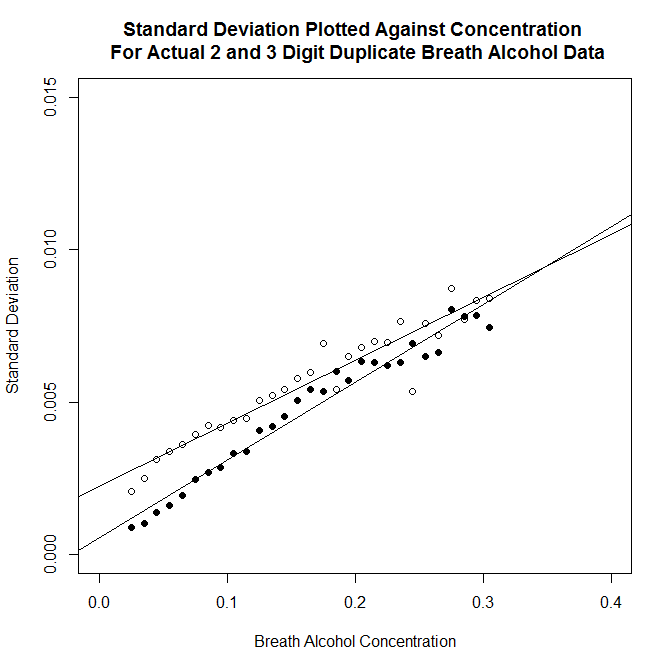 Standard Deviation Plotted Against Concentration
For Actual 2 and 3 Digit Duplicate Breath Alcohol Data
0.015
0.010
0.005
0.000
Standard Deviation
0.0 0.1 0.2 0.3 0.4
Breath Alcohol Concentration